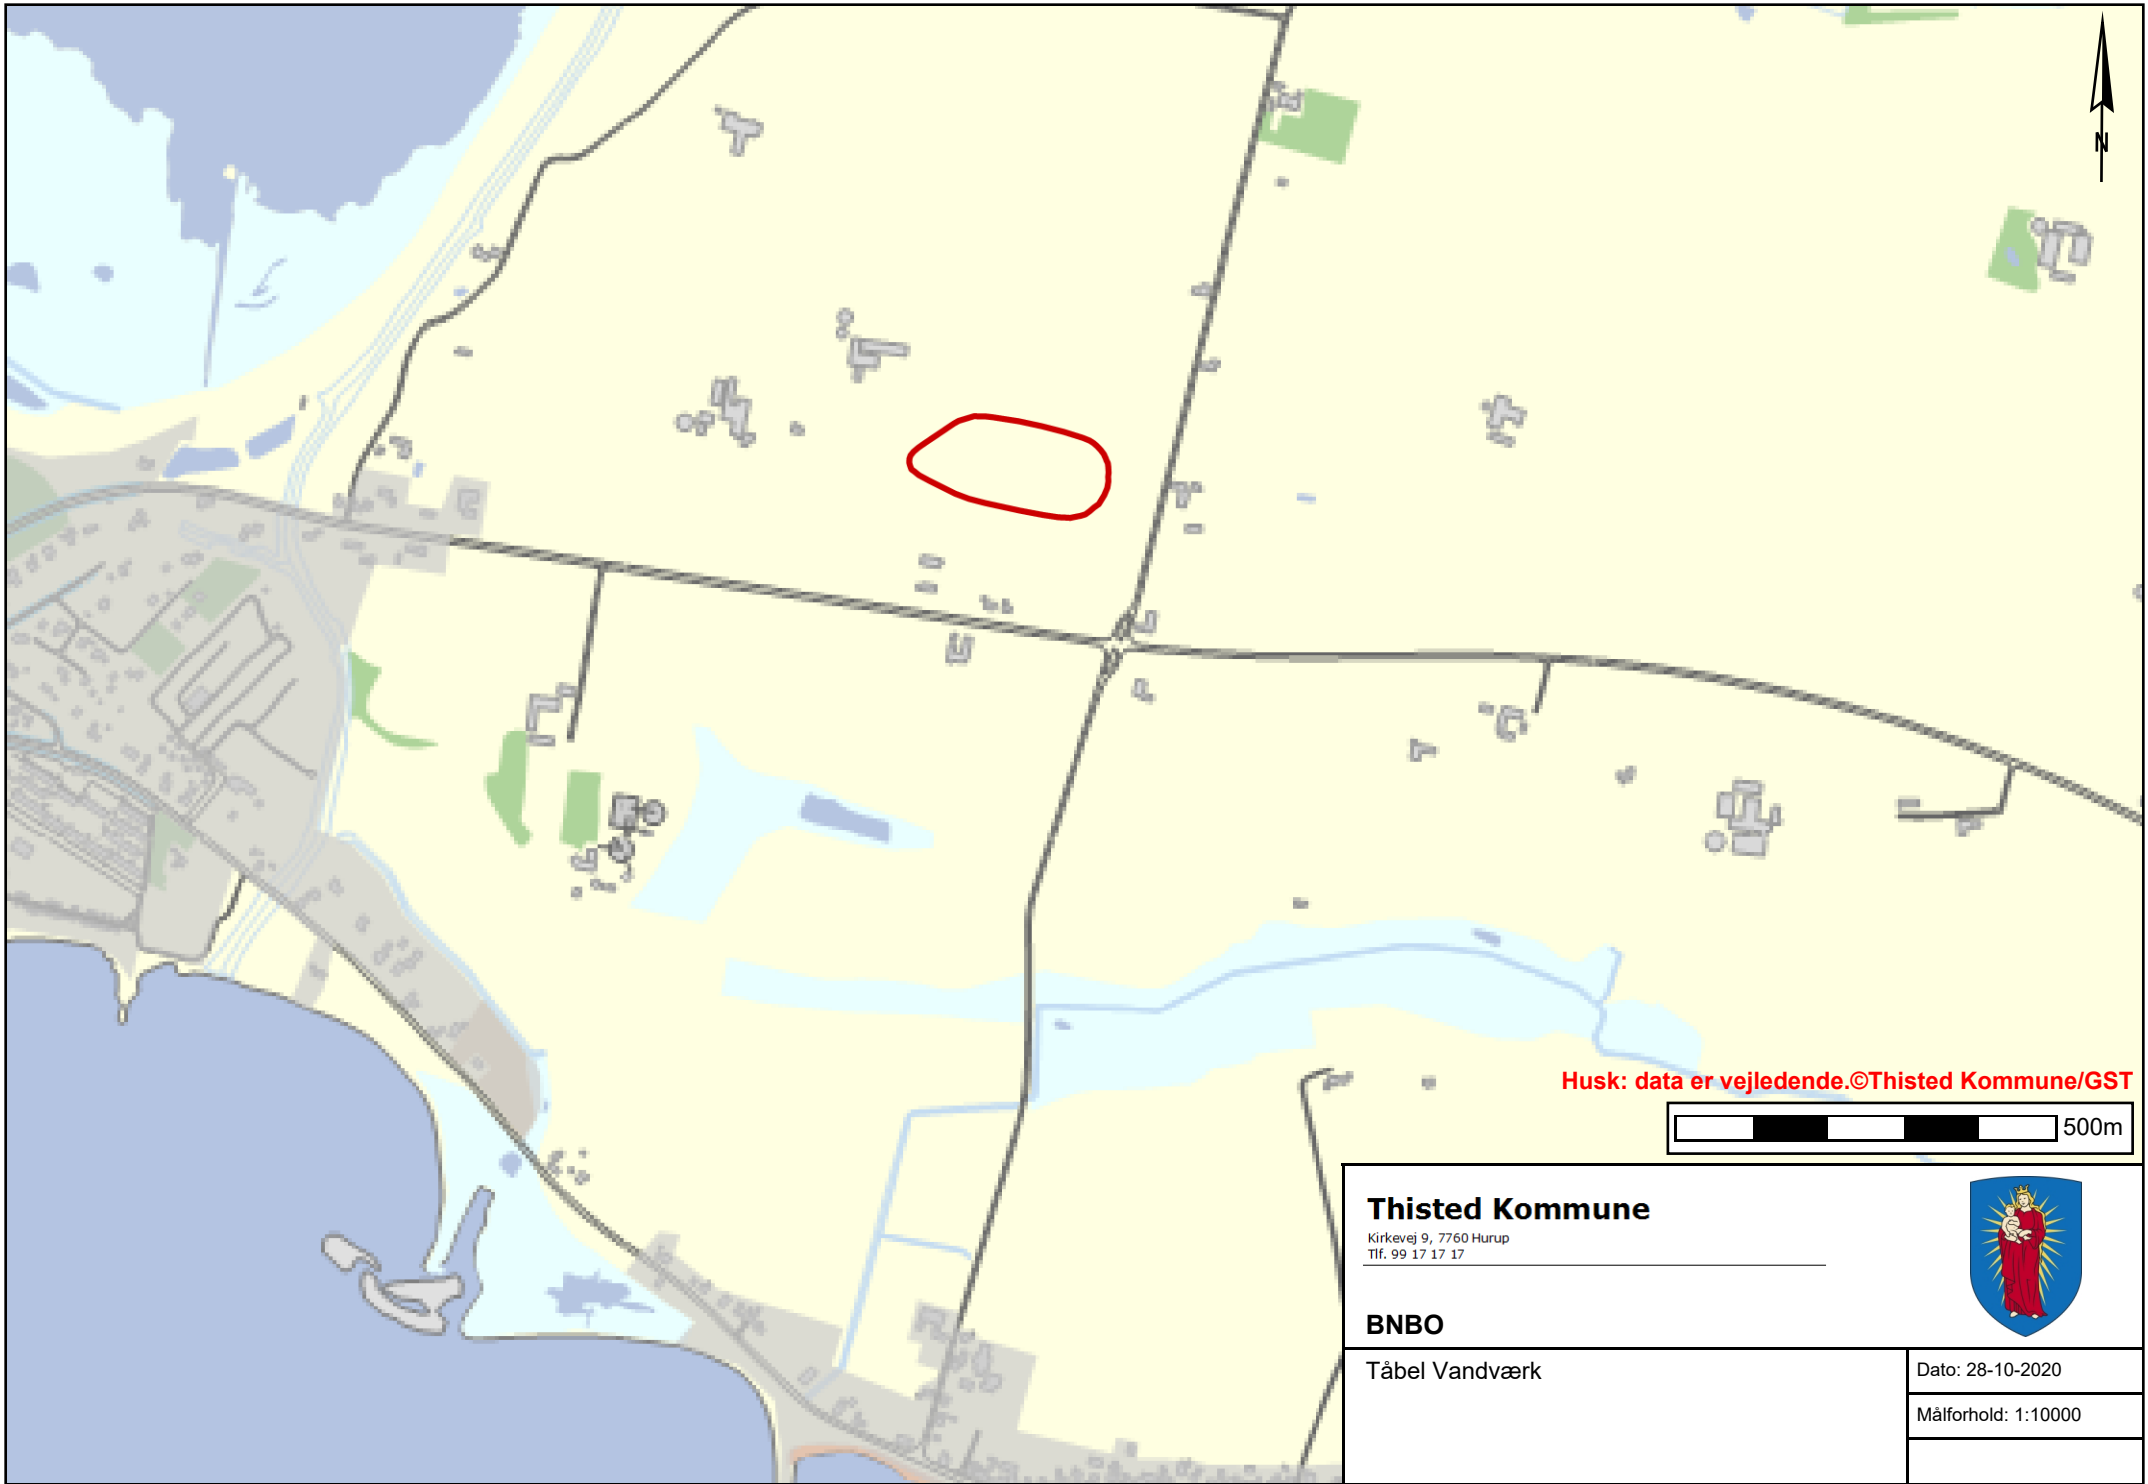 N
Husk: data er vejledende.©Thisted Kommune/GST
500m
Thisted Kommune
Kirkevej 9, 7760 Hurup
Tlf. 99 17 17 17
BNBO
Tåbel Vandværk
Dato: 28-10-2020
Målforhold: 1:10000